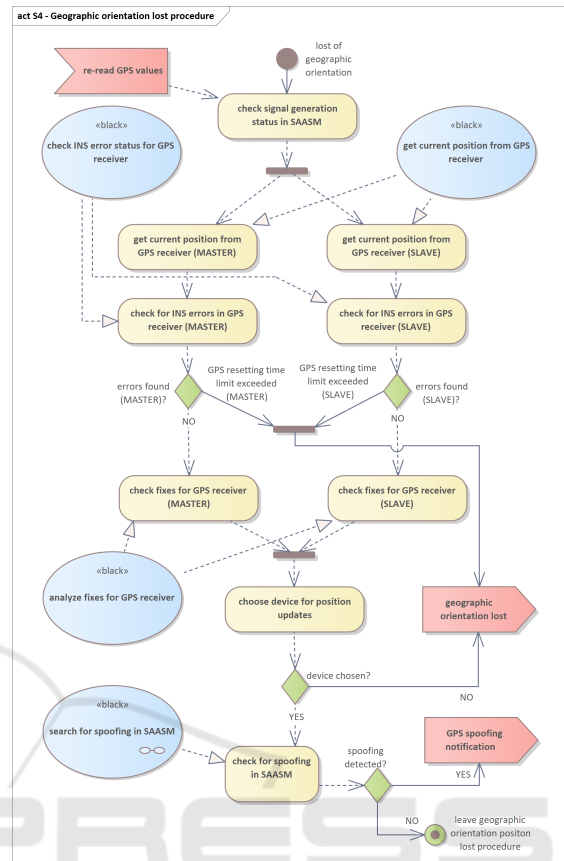 act S4 - Geographic orientation lost procedure
lost of
geographic
orientation
re-read GPS values
check signal generation
status in SAASM
«black»
check INS error status for GPS
receiver
«black»
get current position from GPS
receiver
get current position from
GPS receiver (MASTER)
get current position from
GPS receiver (SLAVE)
check for INS errors in GPS
receiver (MASTER)
check for INS errors in GPS
receiver (SLAVE)
errors found
(MASTER)?
GPS resetting time
limit exceeded
(MASTER)
GPS resetting time
limit exceeded
(SLAVE)
errors found
(SLAVE)?
NO
NO
check fixes for GPS receiver
(MASTER)
check fixes for GPS receiver
(SLAVE)
«black»
analyze fixes for GPS receiver
choose device for position
updates
geographic
orientation lost
device chosen?
NO
YES
«black»
search for spoofing in SAASM
check for spoofing
in SAASM
spoofing
detected?
GPS spoofing
notification
YES
NO
leave geographic
orientation positon
lost procedure
PRESS